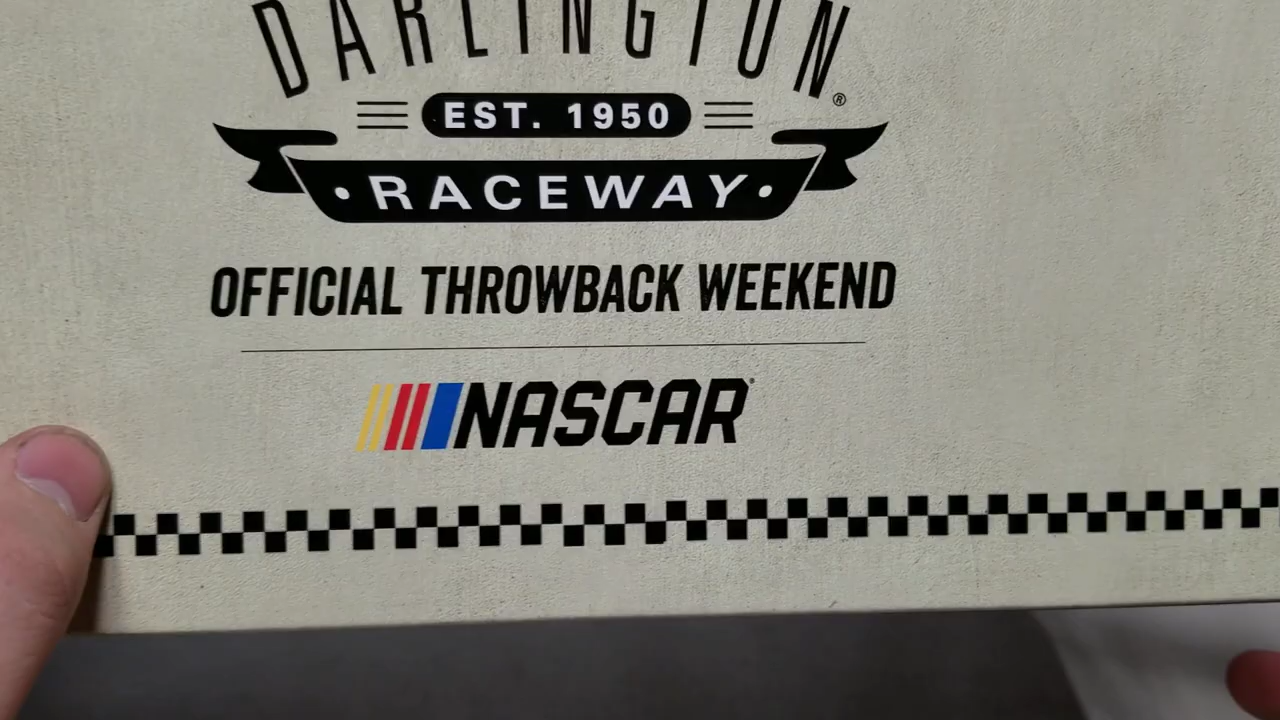 DARLINGTON®
EST. 1950
•RACEWAY•
OFFICIAL THROWBACK WEEKEND
NASCAR